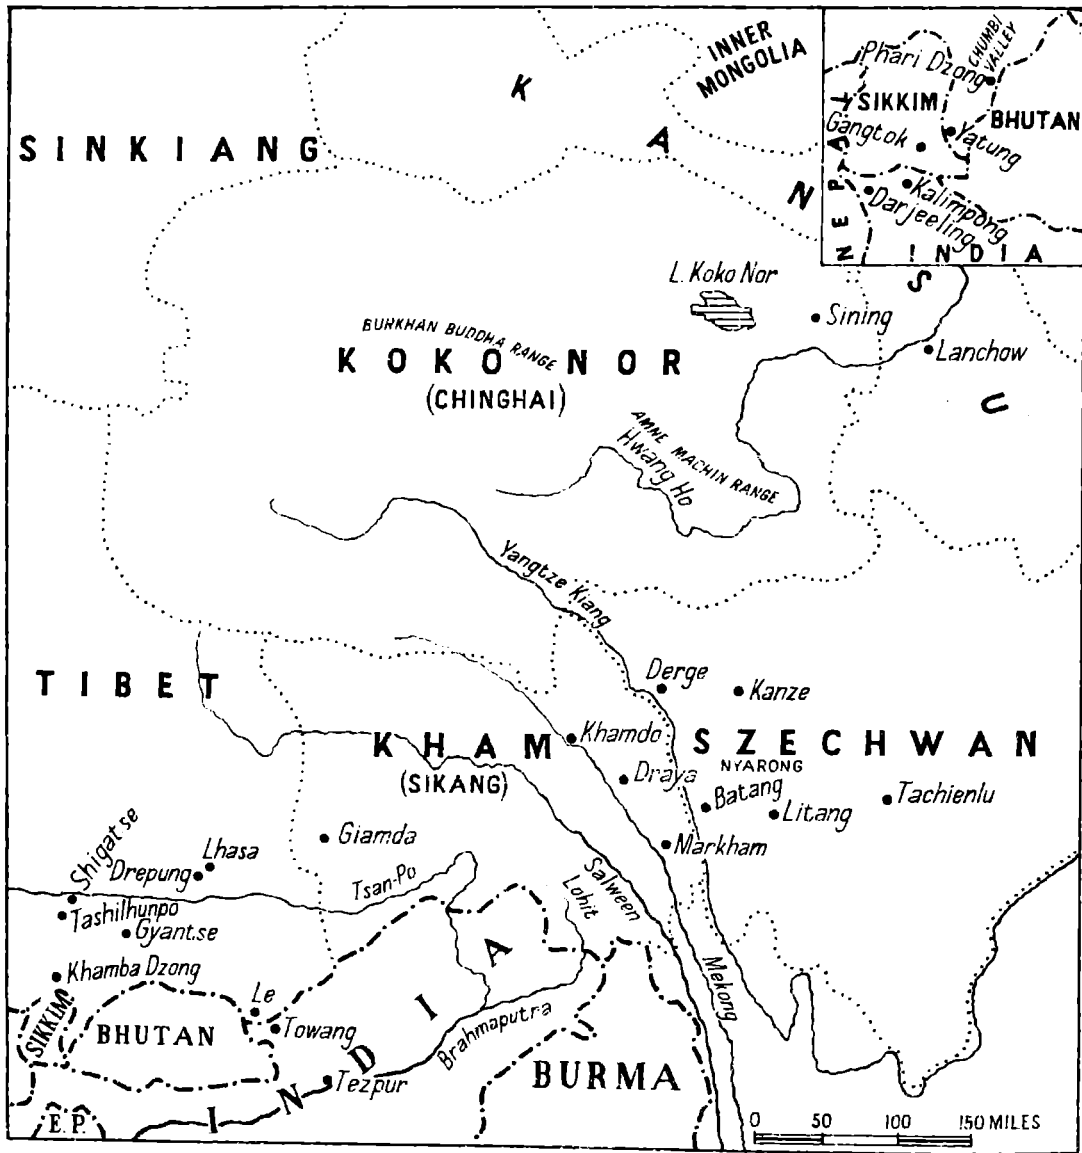 KANSU
INNER
MONGOLIA
SINKIANG
CHUMBI
VALLEY
Phari Dzong
SIKKIM
BHUTAN
Gangtok
Yatung
NEPAL
Kalimpong
Darjeeling
INDIA
L. Koko Nor
Sining
Lanchow
BURKHAN BUDDHA RANGE
KOKO NOR
(CHINGHAI)
AMNE MACHIN RANGE
Hwang Ho
Yangtze Kiang
TIBET
Derge
Kanze
KHAM
(SIKANG)
Khamdo
SZECHWAN
NYARONG
Draya
Batang
Litang
Tachienlu
Giamda
Markham
Shigatse
Lhasa
Drepung
Tsan-Po
Salween
Lohit
Tashilhunpo
Gyantse
Khamba Dzong
Le
Towang
SIKKIM
BHUTAN
Mekong
Brahmaputra
INDIA
BURMA
Tezpur
E.P.
0 50 100 150 MILES